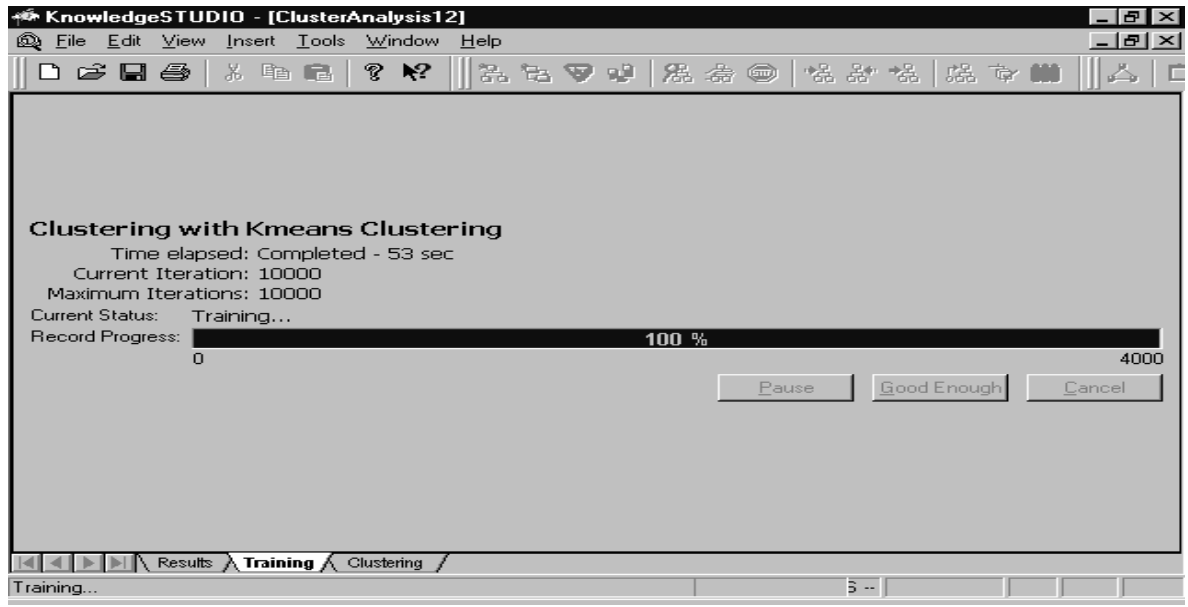 KnowledgeSTUDIO - [ClusterAnalysis12]
File Edit View Insert Tools Window Help
Clustering with Kmeans Clustering
Time elapsed: Completed - 53 sec
Current Iteration: 10000
Maximum Iterations: 10000
Current Status: Training...
Record Progress: 100 %
0 4000
Pause Good Enough Cancel
Results Training Clustering
Training...